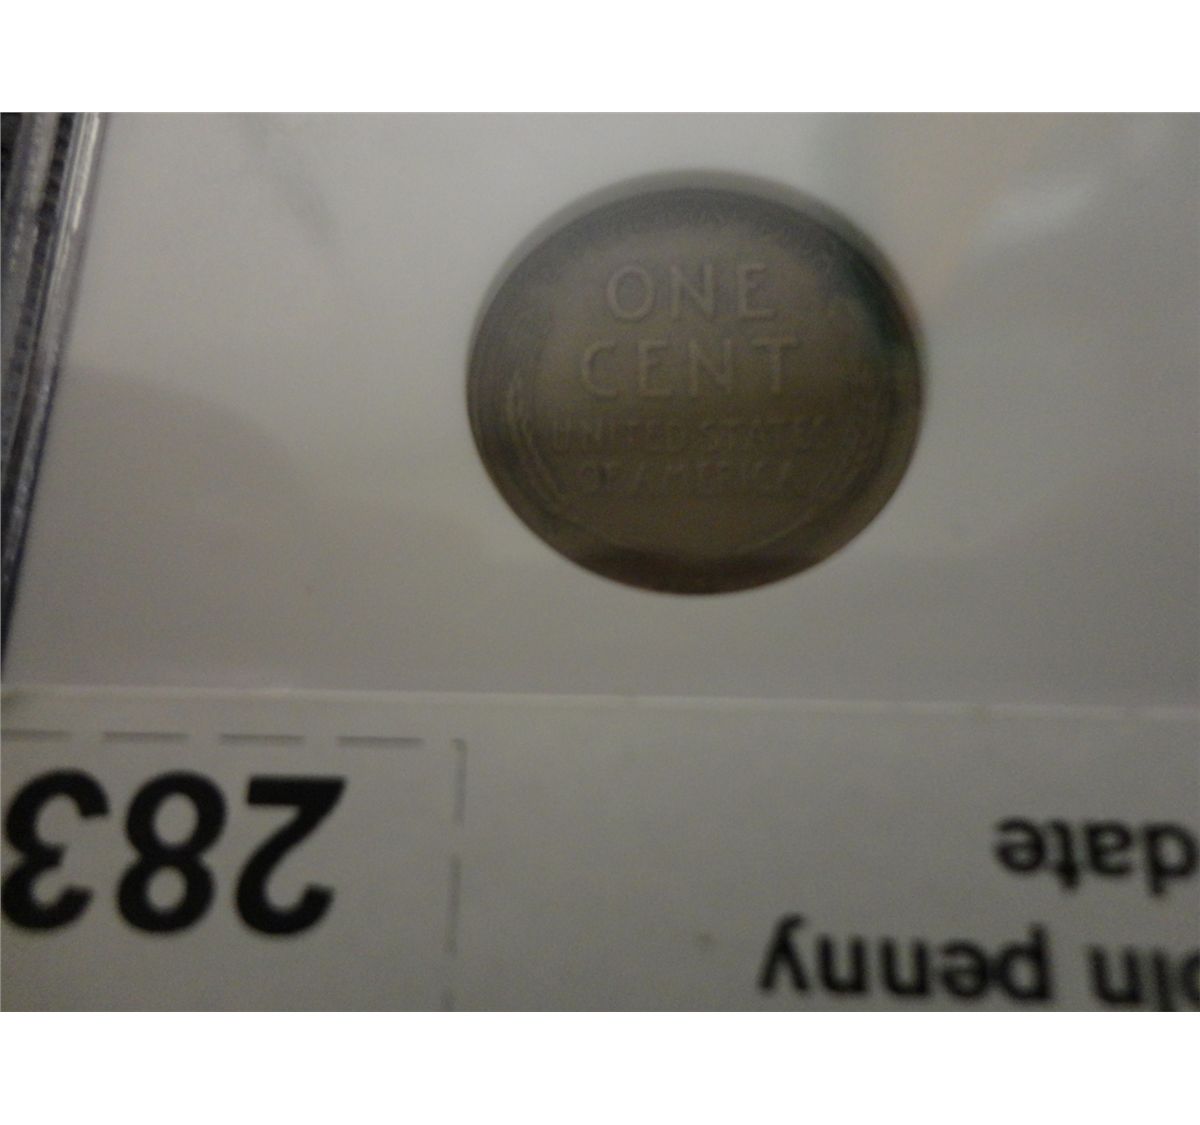 ONE
CENT
UNITED STATES
OF AMERICA
283
oln penny
date